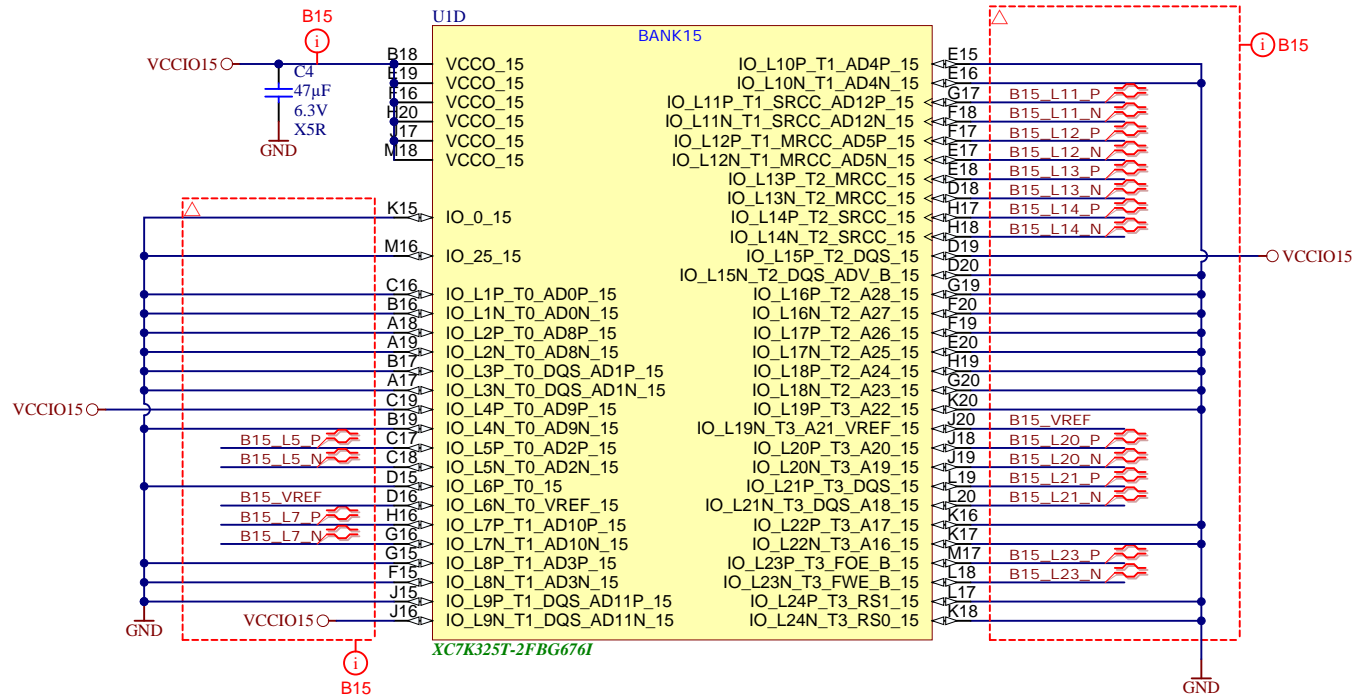 B15
U1D
BANK15
VCCIO15
C4
47µF
6.3V
X5R
GND
B18 VCCO_15
E19 VCCO_15
F16 VCCO_15
H20 VCCO_15
J17 VCCO_15
M18 VCCO_15
K15 IO_0_15
M16 IO_25_15
C16 IO_L1P_T0_AD0P_15
B16 IO_L1N_T0_AD0N_15
A18 IO_L2P_T0_AD8P_15
A19 IO_L2N_T0_AD8N_15
B17 IO_L3P_T0_DQS_AD1P_15
A17 IO_L3N_T0_DQS_AD1N_15
VCCIO15 C19 IO_L4P_T0_AD9P_15
B19 IO_L4N_T0_AD9N_15
B15_L5_P C17 IO_L5P_T0_AD2P_15
B15_L5_N C18 IO_L5N_T0_AD2N_15
D15 IO_L6P_T0_15
B15_VREF D16 IO_L6N_T0_VREF_15
B15_L7_P H16 IO_L7P_T1_AD10P_15
B15_L7_N G16 IO_L7N_T1_AD10N_15
G15 IO_L8P_T1_AD3P_15
F15 IO_L8N_T1_AD3N_15
J15 IO_L9P_T1_DQS_AD11P_15
VCCIO15 J16 IO_L9N_T1_DQS_AD11N_15
GND
i
B15
IO_L10P_T1_AD4P_15 E15
IO_L10N_T1_AD4N_15 E16
IO_L11P_T1_SRCC_AD12P_15 G17 B15_L11_P
IO_L11N_T1_SRCC_AD12N_15 F18 B15_L11_N
IO_L12P_T1_MRCC_AD5P_15 F17 B15_L12_P
IO_L12N_T1_MRCC_AD5N_15 E17 B15_L12_N
IO_L13P_T2_MRCC_15 E18 B15_L13_P
IO_L13N_T2_MRCC_15 D18 B15_L13_N
IO_L14P_T2_SRCC_15 H17 B15_L14_P
IO_L14N_T2_SRCC_15 H18 B15_L14_N
IO_L15P_T2_DQS_15 D19 VCCIO15
IO_L15N_T2_DQS_ADV_B_15 D20
IO_L16P_T2_A28_15 G19
IO_L16N_T2_A27_15 F20
IO_L17P_T2_A26_15 F19
IO_L17N_T2_A25_15 E20
IO_L18P_T2_A24_15 H19
IO_L18N_T2_A23_15 G20
IO_L19P_T3_A22_15 K20
IO_L19N_T3_A21_VREF_15 J20 B15_VREF
IO_L20P_T3_A20_15 J18 B15_L20_P
IO_L20N_T3_A19_15 J19 B15_L20_N
IO_L21P_T3_DQS_15 L19 B15_L21_P
IO_L21N_T3_DQS_A18_15 L20 B15_L21_N
IO_L22P_T3_A17_15 K16
IO_L22N_T3_A16_15 K17
IO_L23P_T3_FOE_B_15 M17 B15_L23_P
IO_L23N_T3_FWE_B_15 L18 B15_L23_N
IO_L24P_T3_RS1_15 L17
IO_L24N_T3_RS0_15 K18
i B15
GND
XC7K325T-2FBG676I
i